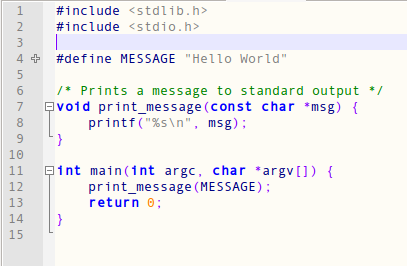 1 #include <stdlib.h>
2 #include <stdio.h>
3
4 #define MESSAGE "Hello World"
5
6 /* Prints a message to standard output */
7 void print_message(const char *msg) {
8     printf("%s\n", msg);
9 }
10
11 int main(int argc, char *argv[]) {
12     print_message(MESSAGE);
13     return 0;
14 }
15